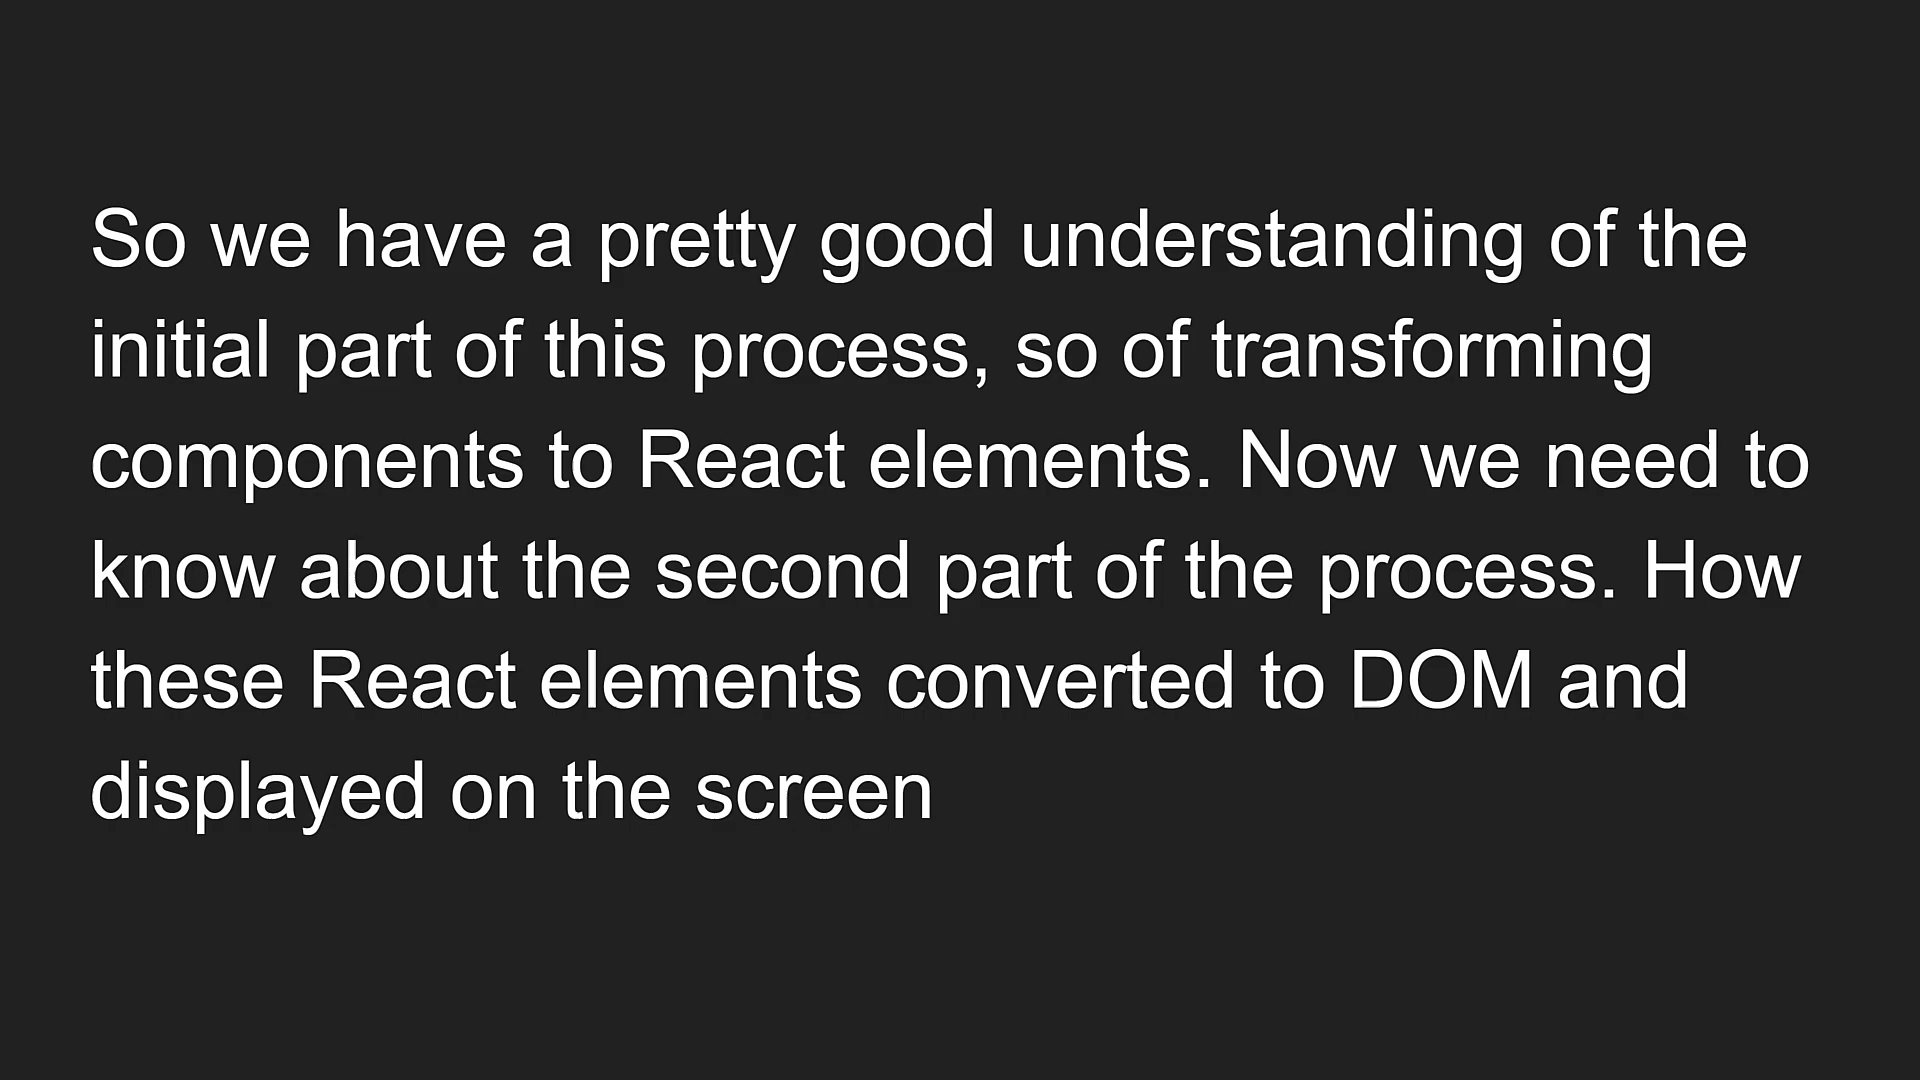 So we have a pretty good understanding of the
initial part of this process, so of transforming
components to React elements. Now we need to
know about the second part of the process. How
these React elements converted to DOM and
displayed on the screen